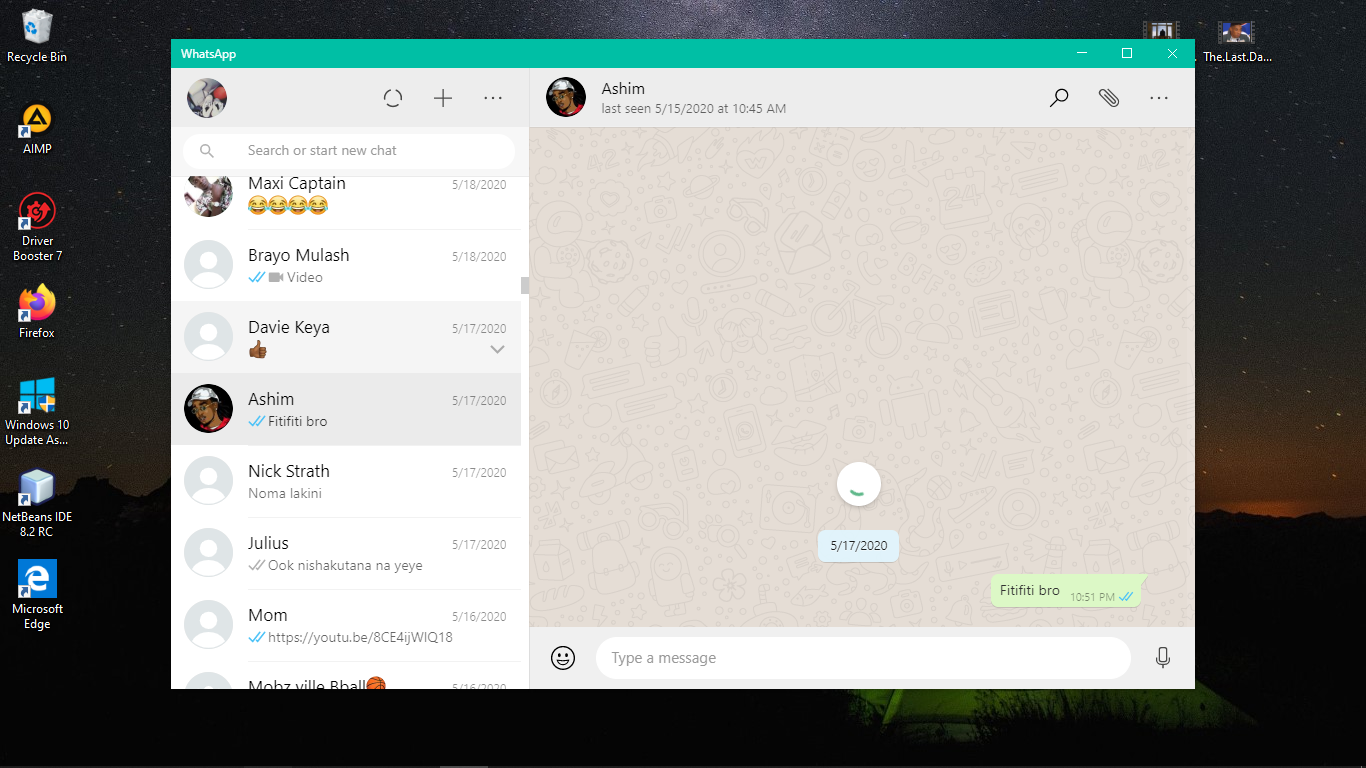 Recycle Bin
AIMP
Driver
Booster 7
Firefox
Windows 10
Update As...
NetBeans IDE
8.2 RC
Microsoft
Edge
The.Last.Da...
WhatsApp
Search or start new chat
Maxi Captain 5/18/2020
😂😂😂😂
Brayo Mulash 5/18/2020
Video
Davie Keya 5/17/2020
👍🏾
Ashim 5/17/2020
Fitifiti bro
Nick Strath 5/17/2020
Noma lakini
Julius 5/17/2020
Ook nishakutana na yeye
Mom 5/16/2020
https://youtu.be/8CE4ijWIQ18
Mobz ville Bball🏀 5/16/2020
Ashim
last seen 5/15/2020 at 10:45 AM
5/17/2020
Fitifiti bro 10:51 PM
Type a message